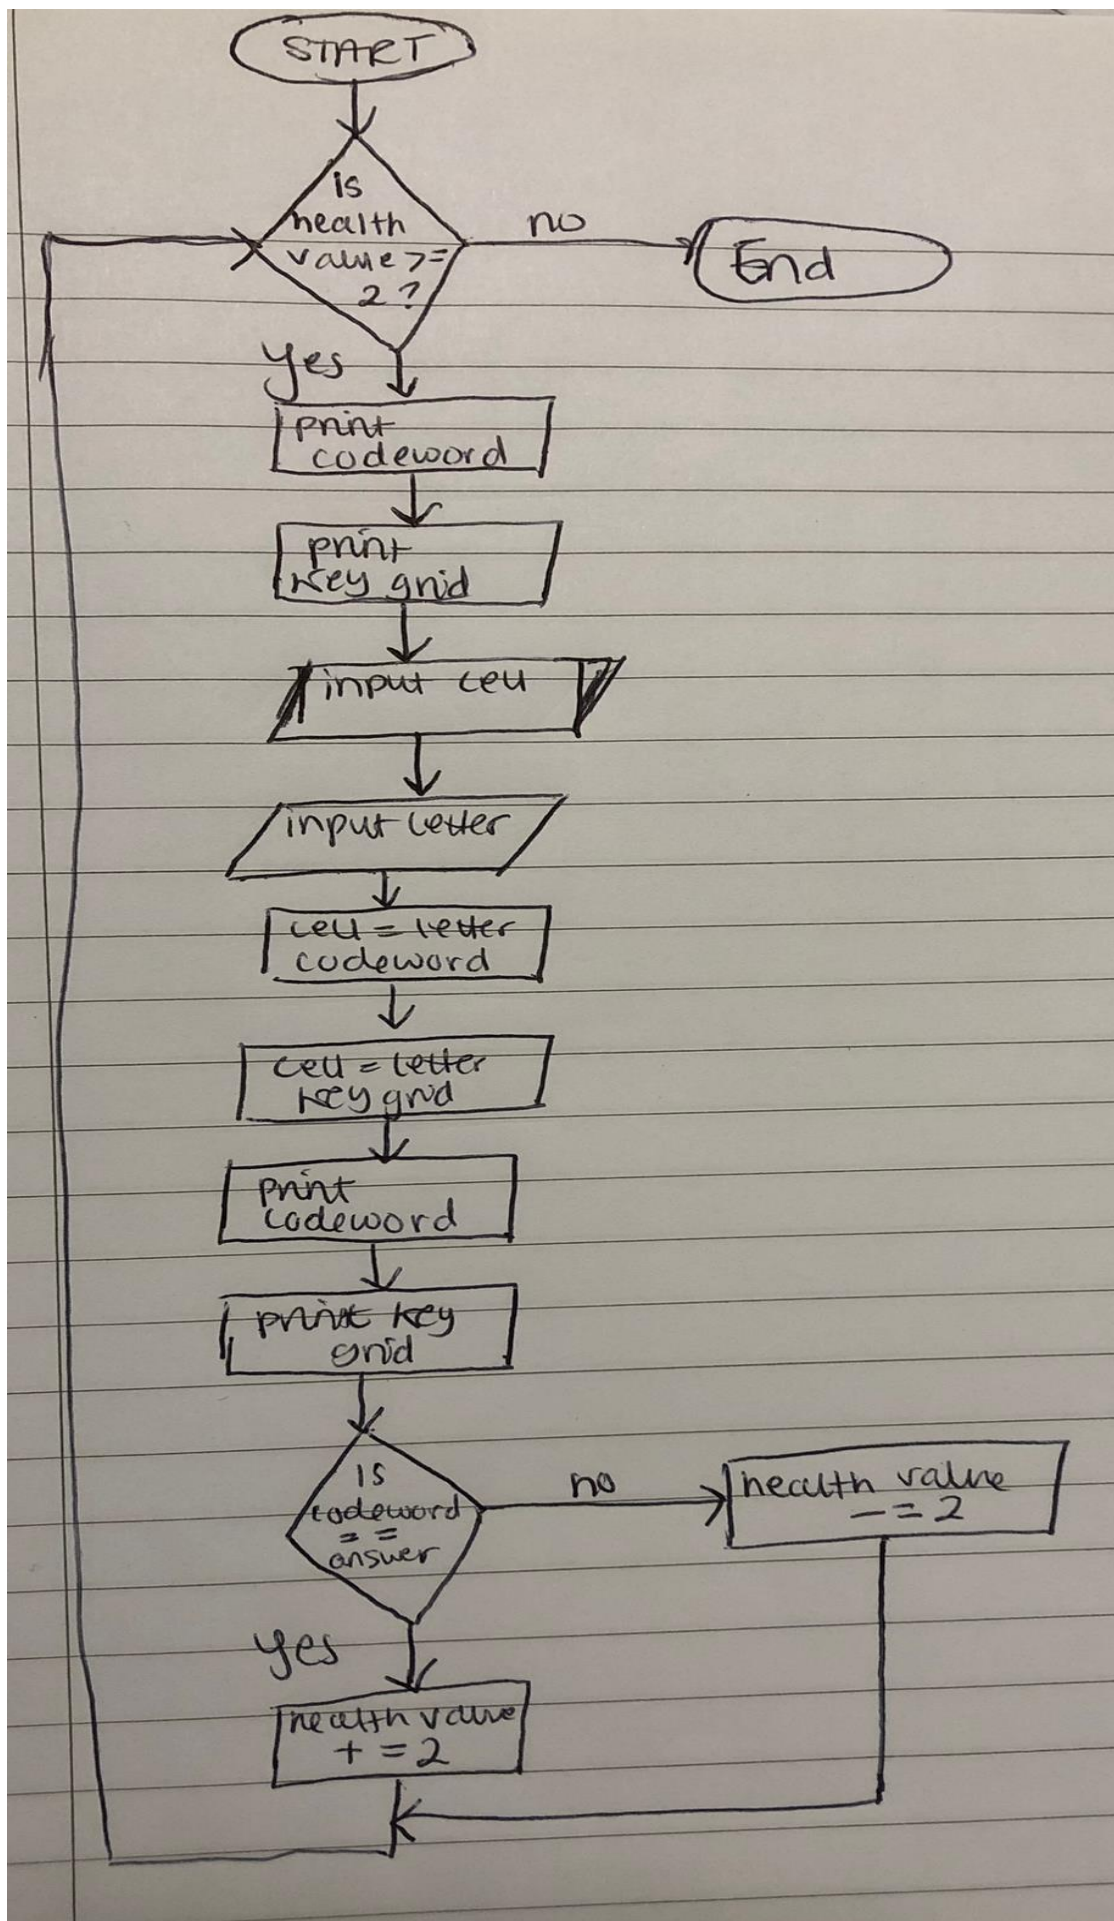 START
is
health
value >=
2 ?
no
End
Yes
print
codeword
print
key grid
input cell
input letter
cell = letter
codeword
cell = letter
key grid
print
codeword
print key
grid
is
codeword
= =
answer
no
health value
- = 2
Yes
health value
+ = 2